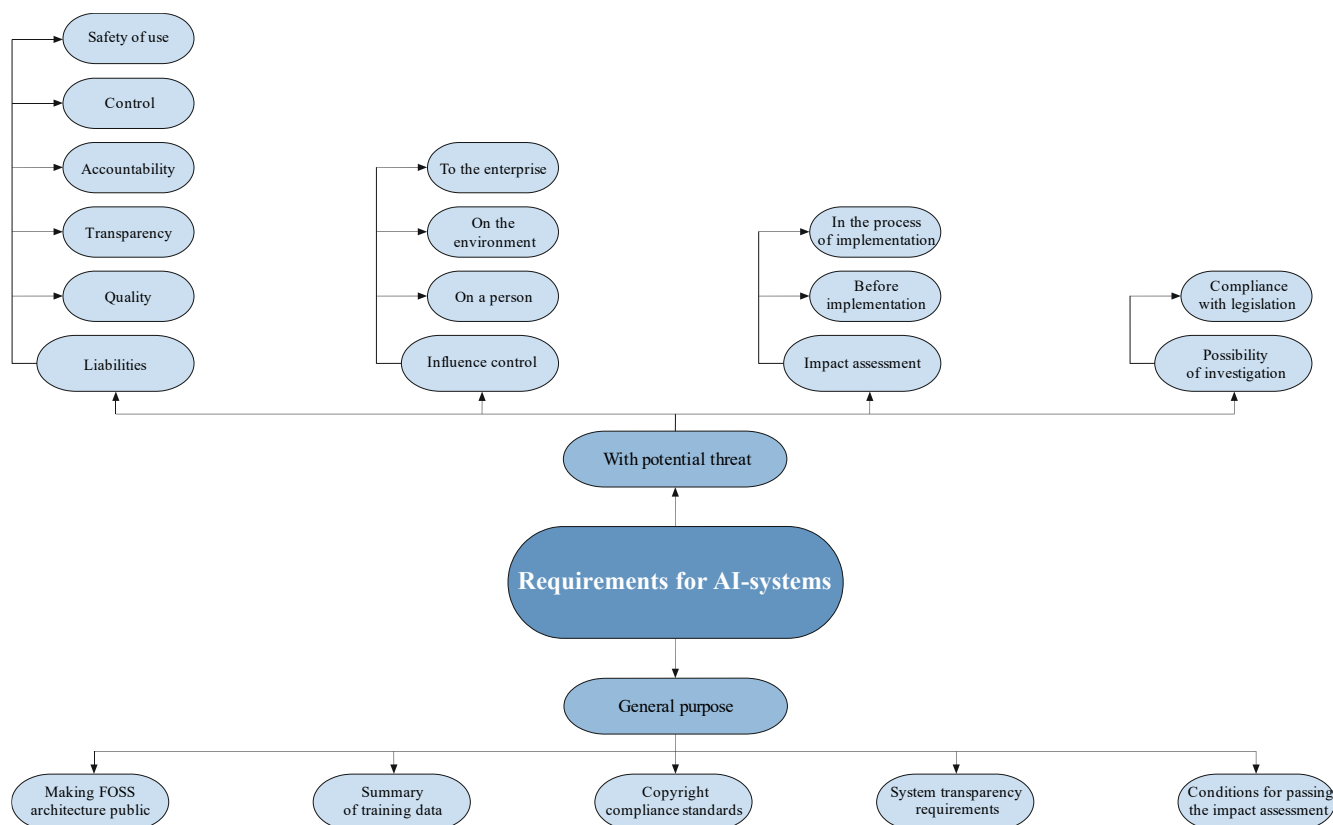 Safety of use
Control
Accountability
Transparency
Quality
Liabilities
To the enterprise
On the
environment
On a person
Influence control
In the process
of implementation
Before
implementation
Impact assessment
Compliance
with legislation
Possibility
of investigation
With potential threat
Requirements for AI-systems
General purpose
Making FOSS
architecture public
Summary
of training data
Copyright
compliance standards
System transparency
requirements
Conditions for passing
the impact assessment